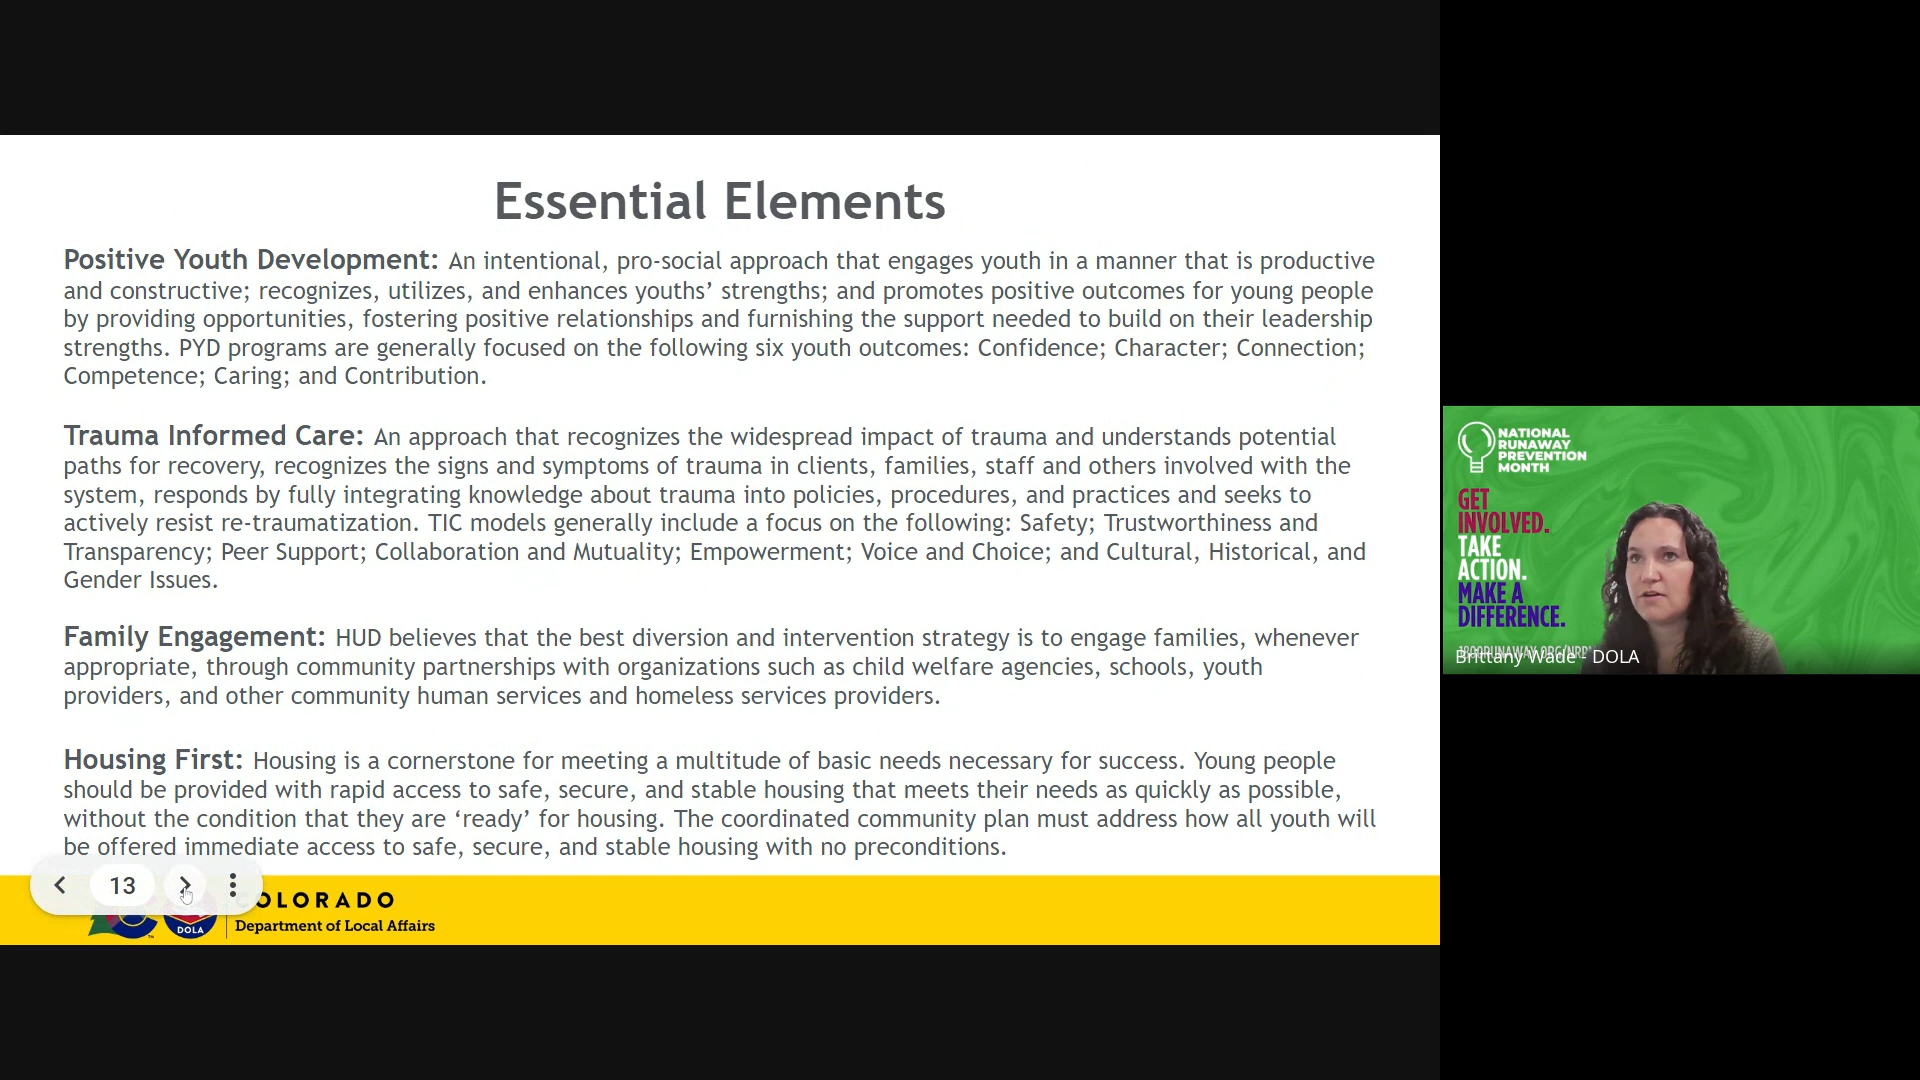 Essential Elements
Positive Youth Development: An intentional, pro-social approach that engages youth in a manner that is productive
and constructive; recognizes, utilizes, and enhances youths’ strengths; and promotes positive outcomes for young people
by providing opportunities, fostering positive relationships and furnishing the support needed to build on their leadership
strengths. PYD programs are generally focused on the following six youth outcomes: Confidence; Character; Connection;
Competence; Caring; and Contribution.
Trauma Informed Care: An approach that recognizes the widespread impact of trauma and understands potential
paths for recovery, recognizes the signs and symptoms of trauma in clients, families, staff and others involved with the
system, responds by fully integrating knowledge about trauma into policies, procedures, and practices and seeks to
actively resist re-traumatization. TIC models generally include a focus on the following: Safety; Trustworthiness and
Transparency; Peer Support; Collaboration and Mutuality; Empowerment; Voice and Choice; and Cultural, Historical, and
Gender Issues.
Family Engagement: HUD believes that the best diversion and intervention strategy is to engage families, whenever
appropriate, through community partnerships with organizations such as child welfare agencies, schools, youth
providers, and other community human services and homeless services providers.
Housing First: Housing is a cornerstone for meeting a multitude of basic needs necessary for success. Young people
should be provided with rapid access to safe, secure, and stable housing that meets their needs as quickly as possible,
without the condition that they are ‘ready’ for housing. The coordinated community plan must address how all youth will
be offered immediate access to safe, secure, and stable housing with no preconditions.
13
OLORADO
DOLA
Department of Local Affairs
NATIONAL
RUNAWAY
PREVENTION
MONTH
GET
INVOLVED.
TAKE
ACTION.
MAKE A
DIFFERENCE.
Brittany Wade - DOLA